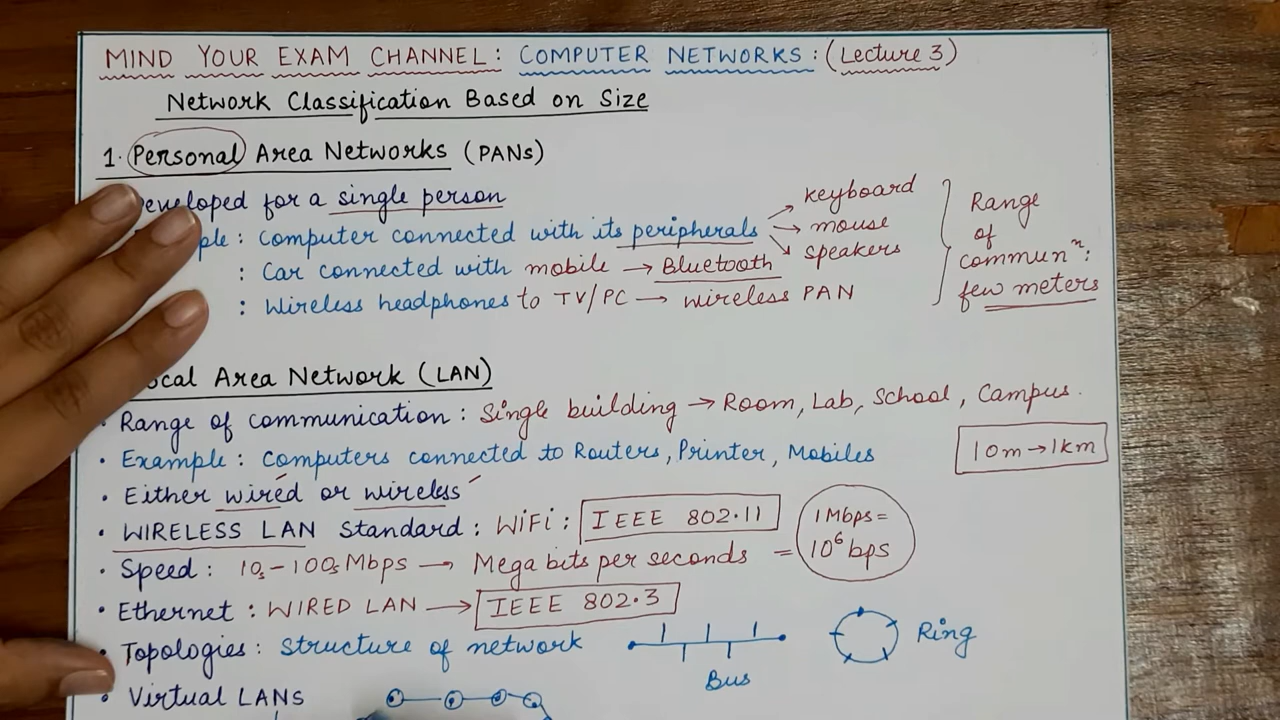 MIND YOUR EXAM CHANNEL: COMPUTER NETWORKS: (Lecture 3)
Network Classification Based on Size
1. Personal Area Networks (PANs)
eveloped for a single person
ple: Computer connected with its peripherals → keyboard
→ mouse
→ speakers
: Car connected with mobile → Bluetooth
: Wireless headphones to TV/PC → wireless PAN
Range
of
communⁿ:
few meters
ocal Area Network (LAN)
• Range of communication: Single building → Room, Lab, School, Campus.
• Example: Computers connected to Routers, Printer, Mobiles
10m→1km
• Either wired or wireless
• WIRELESS LAN Standard: WiFi: IEEE 802.11
• Speed: 10-100 Mbps → Mega bits per seconds = 1Mbps=
10⁶ bps
• Ethernet: WIRED LAN → IEEE 802.3
• Topologies: structure of network
Bus
Ring
• Virtual LANs